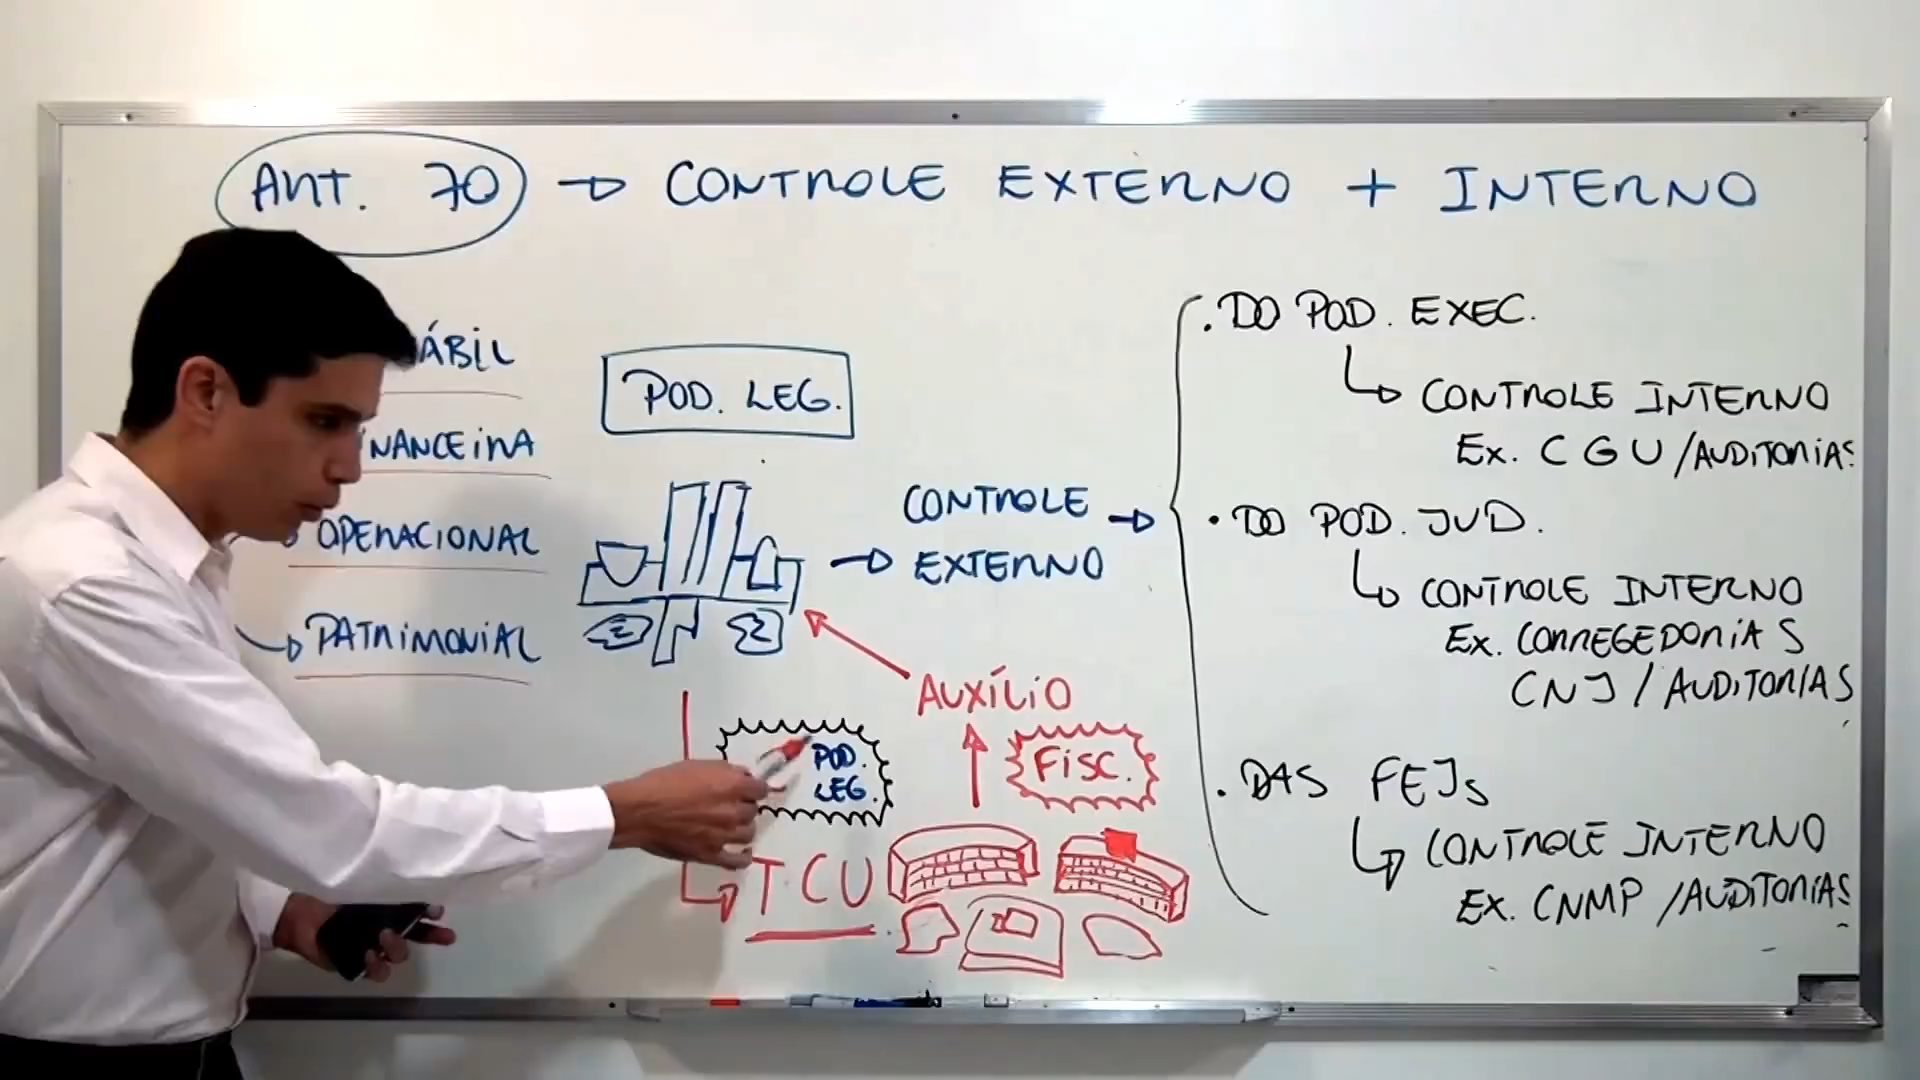 ART. 70 → CONTROLE EXTERNO + INTERNO
ÁBIL
NANCEIRA
OPERACIONAL
→ PATRIMONIAL
POD. LEG.
→ CONTROLE
EXTERNO →
AUXÍLIO
FISC.
POD.
LEG.
TCU
. DO POD. EXEC.
CONTROLE INTERNO
Ex. CGU / AUDITORIAS
. DO POD. JUD.
CONTROLE INTERNO
Ex. CORREGEDORIAS
CNJ / AUDITORIAS
. DAS FEJs
CONTROLE INTERNO
Ex. CNMP / AUDITORIAS